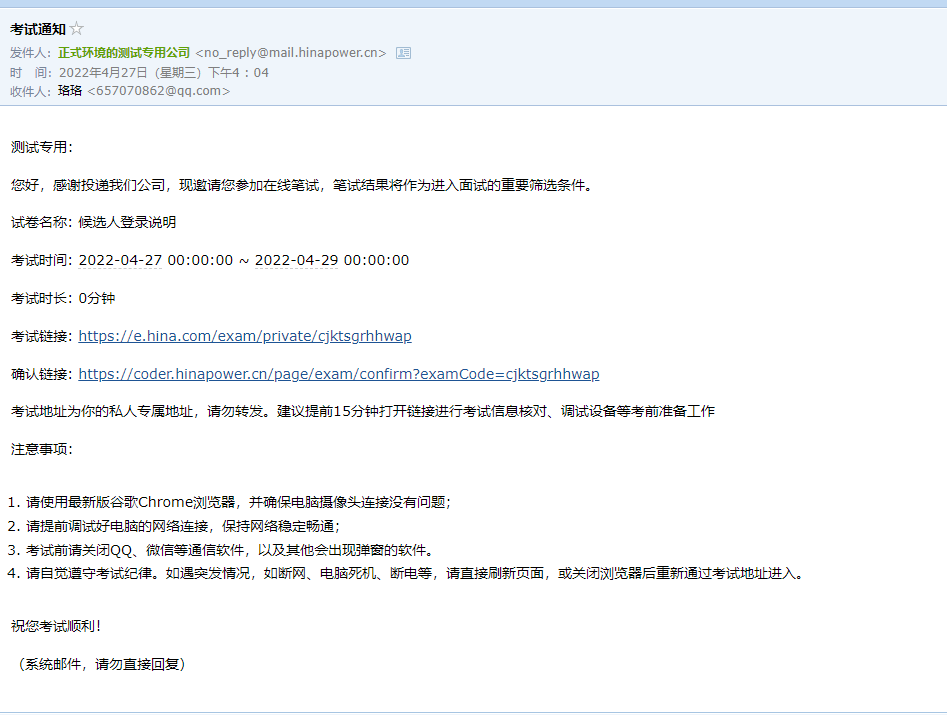 考试通知☆
发件人：正式环境的测试专用公司 <no_reply@mail.hinapower.cn>
时　间：2022年4月27日（星期三）下午4：04
收件人：珞珞 <657070862@qq.com>
测试专用：
您好，感谢投递我们公司，现邀请您参加在线笔试，笔试结果将作为进入面试的重要筛选条件。
试卷名称：候选人登录说明
考试时间：2022-04-27 00:00:00 ~ 2022-04-29 00:00:00
考试时长：0分钟
考试链接：https://e.hina.com/exam/private/cjktsgrhhwap
确认链接：https://coder.hinapower.cn/page/exam/confirm?examCode=cjktsgrhhwap
考试地址为你的私人专属地址，请勿转发。建议提前15分钟打开链接进行考试信息核对、调试设备等考前准备工作
注意事项：
1. 请使用最新版谷歌Chrome浏览器，并确保电脑摄像头连接没有问题；
2. 请提前调试好电脑的网络连接，保持网络稳定畅通；
3. 考试前请关闭QQ、微信等通信软件，以及其他会出现弹窗的软件。
4. 请自觉遵守考试纪律。如遇突发情况，如断网、电脑死机、断电等，请直接刷新页面，或关闭浏览器后重新通过考试地址进入。
祝您考试顺利！
（系统邮件，请勿直接回复）